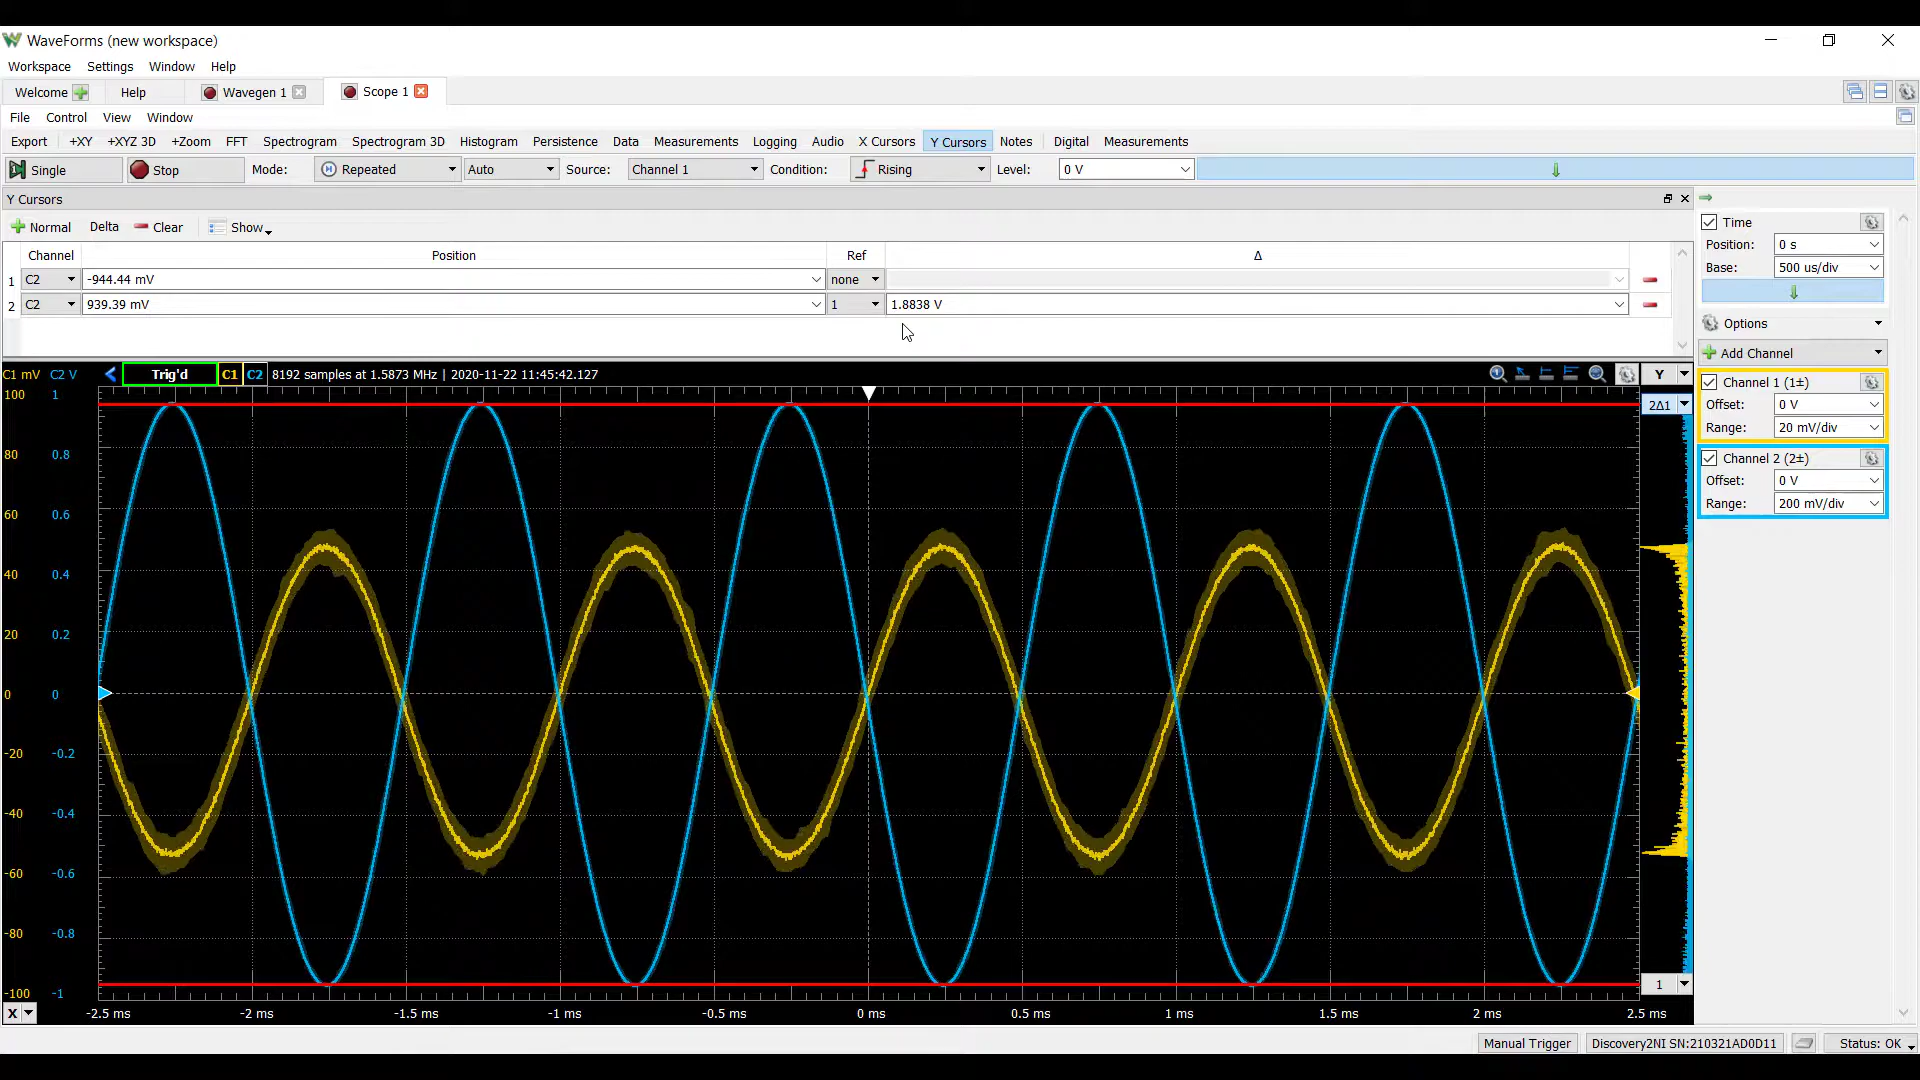 WaveForms (new workspace)
Workspace Settings Window Help
Welcome Help Wavegen 1 Scope 1
File Control View Window
Export +XY +XYZ 3D +Zoom FFT Spectrogram Spectrogram 3D Histogram Persistence Data Measurements Logging Audio X Cursors Y Cursors Notes Digital Measurements
Single Stop Mode: Repeated Auto Source: Channel 1 Condition: Rising Level: 0 V
Y Cursors
Normal Delta Clear Show
Channel Position Ref Δ
1 C2 -944.44 mV none
2 C2 939.39 mV 1 1.8838 V
Time
Position: 0 s
Base: 500 us/div
Options
Add Channel
Channel 1 (1±)
Offset: 0 V
Range: 20 mV/div
Channel 2 (2±)
Offset: 0 V
Range: 200 mV/div
C1 mV C2 V Trig'd C1 C2 8192 samples at 1.5873 MHz | 2020-11-22 11:45:42.127 Y
100 1 2Δ1
80 0.8
60 0.6
40 0.4
20 0.2
0 0
-20 -0.2
-40 -0.4
-60 -0.6
-80 -0.8
-100 -1 1
X -2.5 ms -2 ms -1.5 ms -1 ms -0.5 ms 0 ms 0.5 ms 1 ms 1.5 ms 2 ms 2.5 ms
Manual Trigger Discovery2NI SN:210321AD0D11 Status: OK